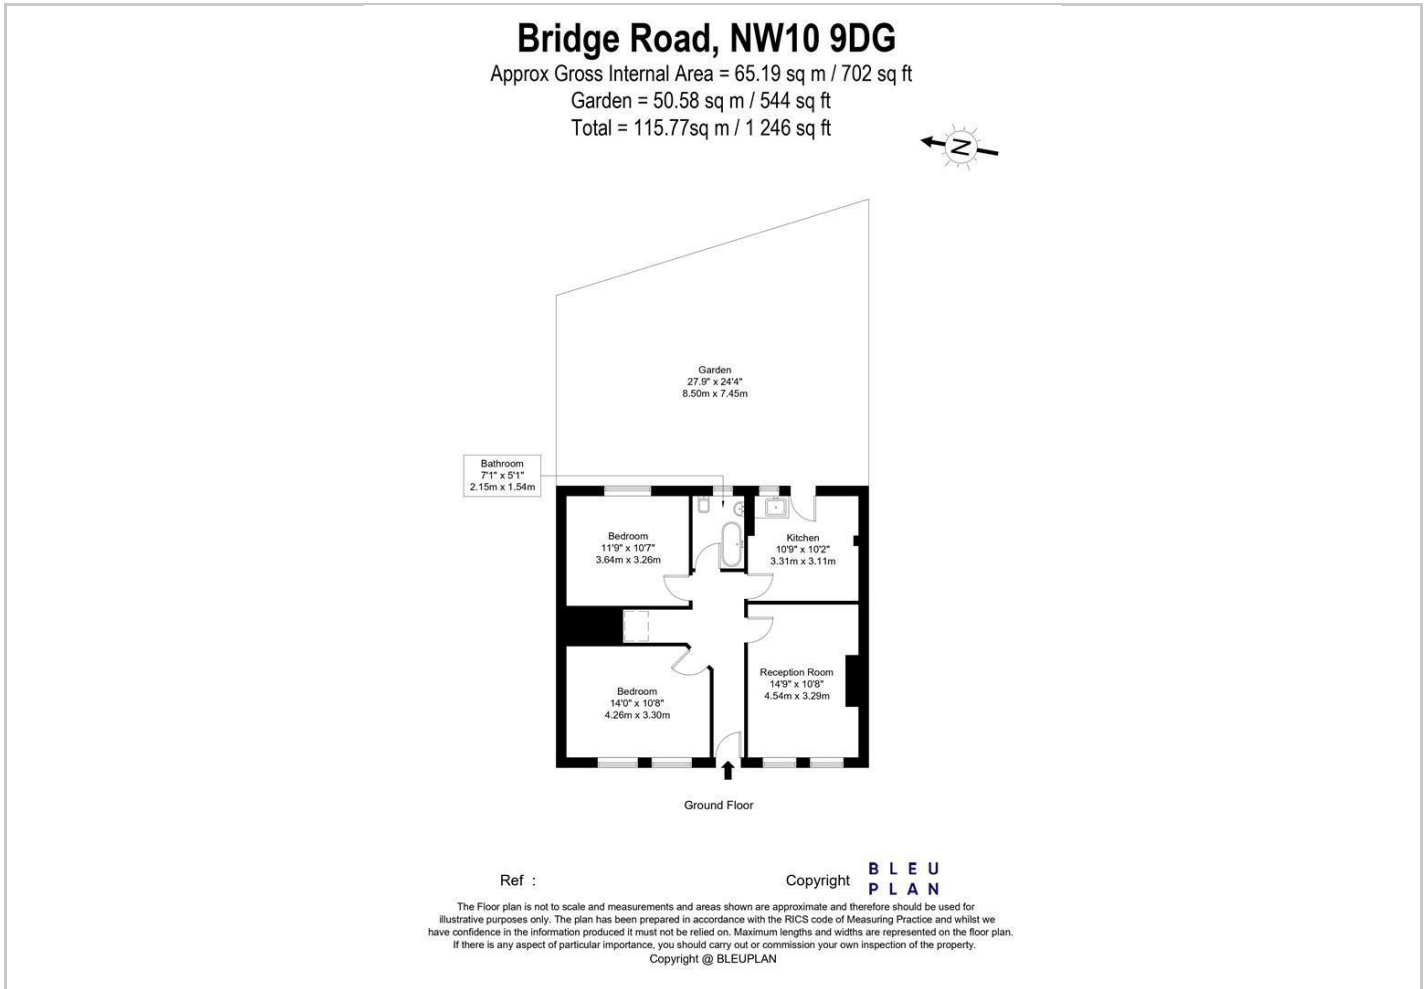 Bridge Road, NW10 9DG
Approx Gross Internal Area = 65.19 sq m / 702 sq ft
Garden = 50.58 sq m / 544 sq ft
Total = 115.77sq m / 1 246 sq ft
N
Garden
27.9" x 24'4"
8.50m x 7.45m
Bathroom
7'1" x 5'1"
2.15m x 1.54m
Bedroom
11'9" x 10'7"
3.64m x 3.26m
Kitchen
10'9" x 10'2"
3.31m x 3.11m
Reception Room
14'9" x 10'8"
4.54m x 3.29m
Bedroom
14'0" x 10'8"
4.26m x 3.30m
Ground Floor
Ref :
Copyright
BLEU
PLAN
The Floor plan is not to scale and measurements and areas shown are approximate and therefore should be used for
illustrative purposes only. The plan has been prepared in accordance with the RICS code of Measuring Practice and whilst we
have confidence in the information produced it must not be relied on. Maximum lengths and widths are represented on the floor plan.
If there is any aspect of particular importance, you should carry out or commission your own inspection of the property.
Copyright @ BLEUPLAN